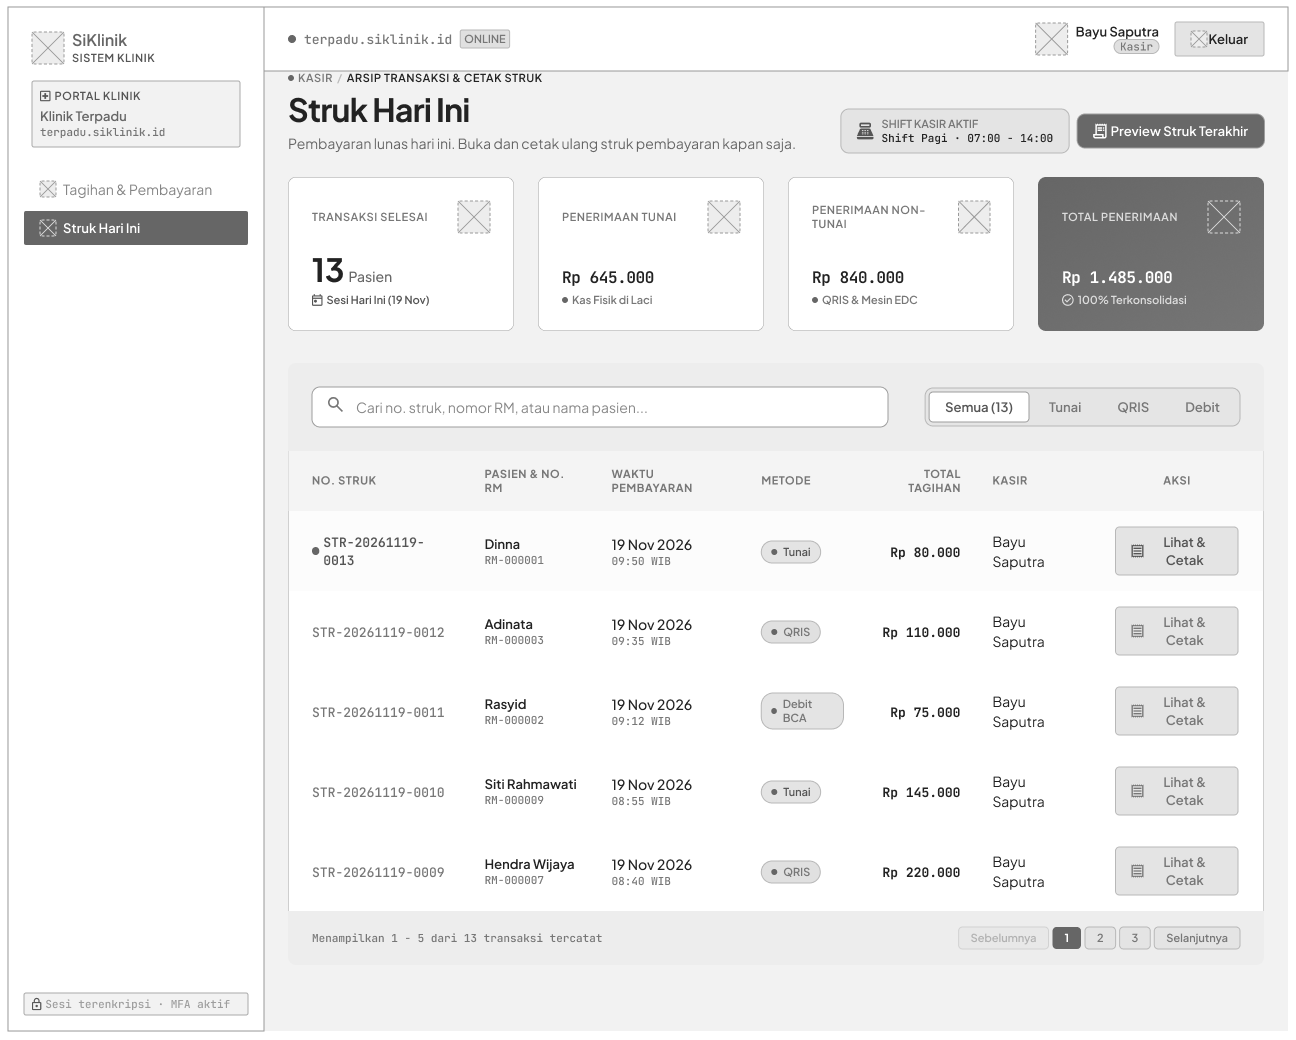 SiKlinik
SISTEM KLINIK
PORTAL KLINIK
Klinik Terpadu
terpadu.siklinik.id
Tagihan & Pembayaran
Struk Hari Ini
Sesi terenkripsi · MFA aktif
terpadu.siklinik.id ONLINE
Bayu Saputra
Kasir
Keluar
KASIR / ARSIP TRANSAKSI & CETAK STRUK
Struk Hari Ini
Pembayaran lunas hari ini. Buka dan cetak ulang struk pembayaran kapan saja.
SHIFT KASIR AKTIF
Shift Pagi · 07:00 - 14:00
Preview Struk Terakhir
TRANSAKSI SELESAI
13 Pasien
Sesi Hari Ini (19 Nov)
PENERIMAAN TUNAI
Rp 645.000
Kas Fisik di Laci
PENERIMAAN NON-
TUNAI
Rp 840.000
QRIS & Mesin EDC
TOTAL PENERIMAAN
Rp 1.485.000
100% Terkonsolidasi
Cari no. struk, nomor RM, atau nama pasien...
Semua (13) Tunai QRIS Debit
NO. STRUK
PASIEN & NO.
RM
WAKTU
PEMBAYARAN
METODE
TOTAL
TAGIHAN
KASIR
AKSI
STR-20261119-
0013
Dinna
RM-000001
19 Nov 2026
09:50 WIB
Tunai
Rp 80.000
Bayu
Saputra
Lihat &
Cetak
STR-20261119-0012
Adinata
RM-000003
19 Nov 2026
09:35 WIB
QRIS
Rp 110.000
Bayu
Saputra
Lihat &
Cetak
STR-20261119-0011
Rasyid
RM-000002
19 Nov 2026
09:12 WIB
Debit
BCA
Rp 75.000
Bayu
Saputra
Lihat &
Cetak
STR-20261119-0010
Siti Rahmawati
RM-000009
19 Nov 2026
08:55 WIB
Tunai
Rp 145.000
Bayu
Saputra
Lihat &
Cetak
STR-20261119-0009
Hendra Wijaya
RM-000007
19 Nov 2026
08:40 WIB
QRIS
Rp 220.000
Bayu
Saputra
Lihat &
Cetak
Menampilkan 1 - 5 dari 13 transaksi tercatat
Sebelumnya 1 2 3 Selanjutnya